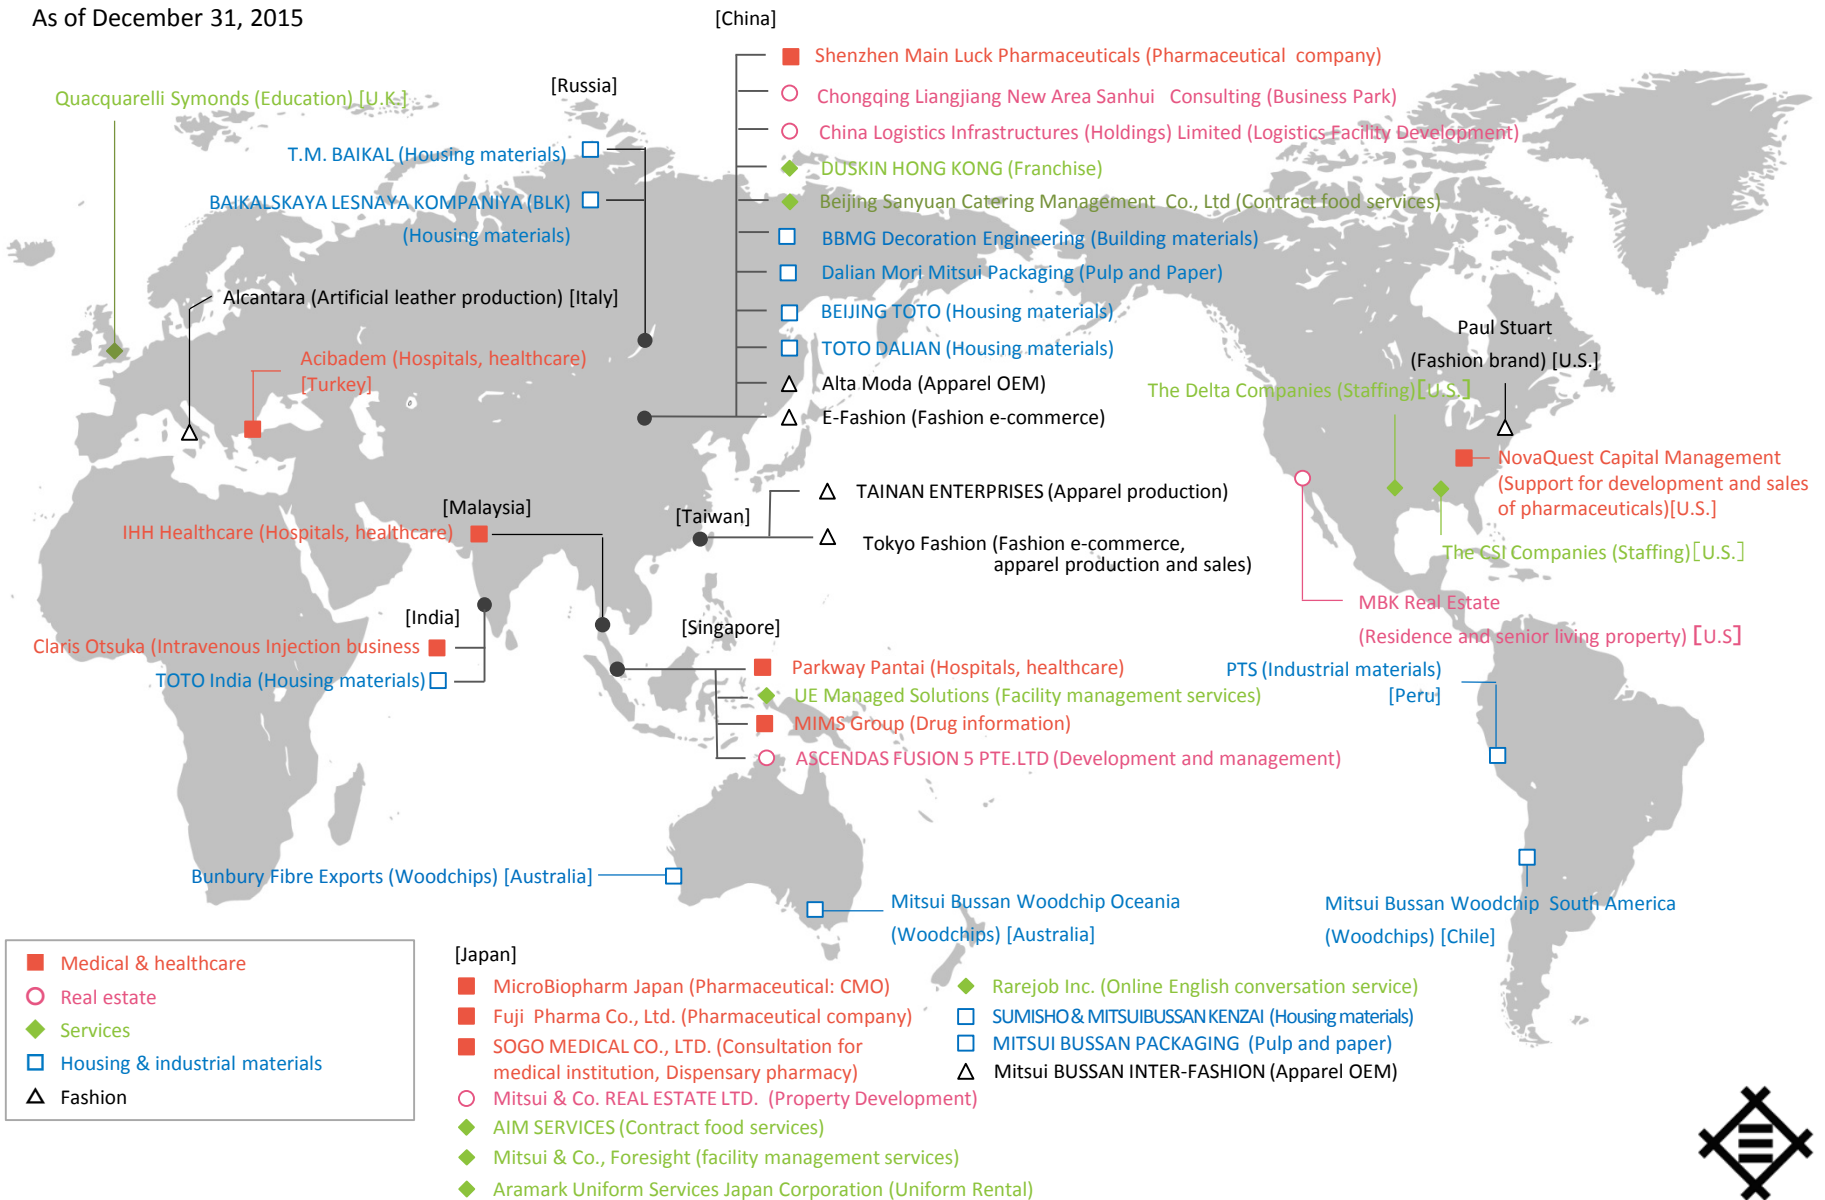 As of December 31, 2015
[China]
Shenzhen Main Luck Pharmaceuticals (Pharmaceutical company)
Chongqing Liangjiang New Area Sanhui Consulting (Business Park)
China Logistics Infrastructures (Holdings) Limited (Logistics Facility Development)
DUSKIN HONG KONG (Franchise)
Beijing Sanyuan Catering Management Co., Ltd (Contract food services)
BBMG Decoration Engineering (Building materials)
Dalian Mori Mitsui Packaging (Pulp and Paper)
BEIJING TOTO (Housing materials)
TOTO DALIAN (Housing materials)
Alta Moda (Apparel OEM)
E-Fashion (Fashion e-commerce)
[Russia]
T.M. BAIKAL (Housing materials)
BAIKALSKAYA LESNAYA KOMPANIYA (BLK)
(Housing materials)
Quacquarelli Symonds (Education) [U.K.]
Alcantara (Artificial leather production) [Italy]
Acibadem (Hospitals, healthcare)
[Turkey]
Paul Stuart
(Fashion brand) [U.S.]
The Delta Companies (Staffing)[U.S.]
NovaQuest Capital Management
(Support for development and sales
of pharmaceuticals)[U.S.]
The CSI Companies (Staffing)[U.S.]
MBK Real Estate
(Residence and senior living property) [U.S]
[Taiwan]
TAINAN ENTERPRISES (Apparel production)
Tokyo Fashion (Fashion e-commerce,
apparel production and sales)
[Malaysia]
IHH Healthcare (Hospitals, healthcare)
[India]
Claris Otsuka (Intravenous Injection business
TOTO India (Housing materials)
[Singapore]
Parkway Pantai (Hospitals, healthcare)
UE Managed Solutions (Facility management services)
MIMS Group (Drug information)
ASCENDAS FUSION 5 PTE.LTD (Development and management)
PTS (Industrial materials)
[Peru]
Bunbury Fibre Exports (Woodchips) [Australia]
Mitsui Bussan Woodchip Oceania
(Woodchips) [Australia]
Mitsui Bussan Woodchip South America
(Woodchips) [Chile]
Medical & healthcare
Real estate
Services
Housing & industrial materials
Fashion
[Japan]
MicroBiopharm Japan (Pharmaceutical: CMO)
Fuji Pharma Co., Ltd. (Pharmaceutical company)
SOGO MEDICAL CO., LTD. (Consultation for
medical institution, Dispensary pharmacy)
Mitsui & Co. REAL ESTATE LTD. (Property Development)
AIM SERVICES (Contract food services)
Mitsui & Co., Foresight (facility management services)
Aramark Uniform Services Japan Corporation (Uniform Rental)
Rarejob Inc. (Online English conversation service)
SUMISHO & MITSUIBUSSAN KENZAI (Housing materials)
MITSUI BUSSAN PACKAGING (Pulp and paper)
Mitsui BUSSAN INTER-FASHION (Apparel OEM)